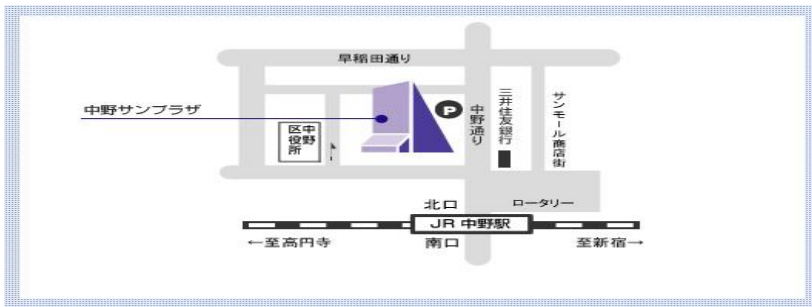 早稲田通り
中野サンプラザ
P
中野通り
三井住友銀行
サンモール商店街
中野
区役所
北口
ロータリー
JR 中野駅
←至高円寺
南口
至新宿→